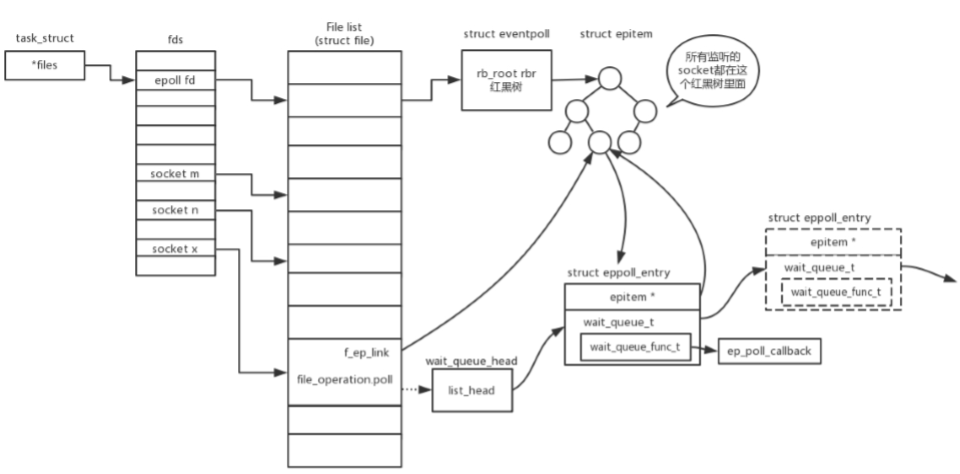 task_struct
*files
fds
epoll fd
socket m
socket n
socket x
File list
(struct file)
f_ep_link
file_operation.poll
struct eventpoll
rb_root rbr
红黑树
struct epitem
所有监听的
socket都在这
个红黑树里面
wait_queue_head
list_head
struct eppoll_entry
epitem *
wait_queue_t
wait_queue_func_t
ep_poll_callback
struct eppoll_entry
epitem *
wait_queue_t
wait_queue_func_t